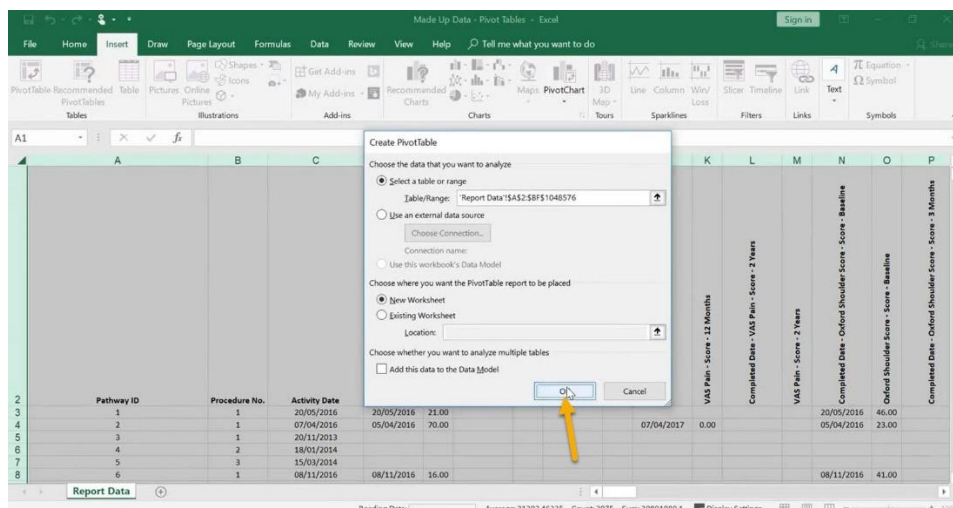 Made Up Data - Pivot Tables - Excel
Sign in
File Home Insert Draw Page Layout Formulas Data Review View Help Tell me what you want to do Share
PivotTable Recommended PivotTables Table Pictures Online Pictures Shapes Icons Get Add-ins My Add-ins Recommended Charts Maps PivotChart 3D Map Line Column Win/Loss Slicer Timeline Link Text Equation Symbol
Tables Illustrations Add-ins Charts Tours Sparklines Filters Links Symbols
A1 fx
A B C K L M N O P
Create PivotTable
Choose the data that you want to analyze
Select a table or range
Table/Range: 'Report Data'!$A$2:$BF$1048576
Use an external data source
Choose Connection...
Connection name:
Use this workbook's Data Model
Choose where you want the PivotTable report to be placed
New Worksheet
Existing Worksheet
Location:
Choose whether you want to analyze multiple tables
Add this data to the Data Model
Cancel
VAS Pain - Score - 12 Months
Completed Date - VAS Pain - Score - 2 Years
VAS Pain - Score - 2 Years
Completed Date - Oxford Shoulder Score - Baseline
Oxford Shoulder Score - Score - Baseline
Completed Date - Oxford Shoulder Score - Score - 3 Months
2 Pathway ID Procedure No. Activity Date
3 1 1 20/05/2016 20/05/2016 21.00 20/05/2016 46.00
4 2 1 07/04/2016 05/04/2016 70.00 07/04/2017 0.00 05/04/2016 23.00
5 3 1 20/11/2013
6 4 2 18/01/2014
7 5 3 15/03/2014
8 6 1 08/11/2016 08/11/2016 16.00 08/11/2016 41.00
Report Data
Display Settings